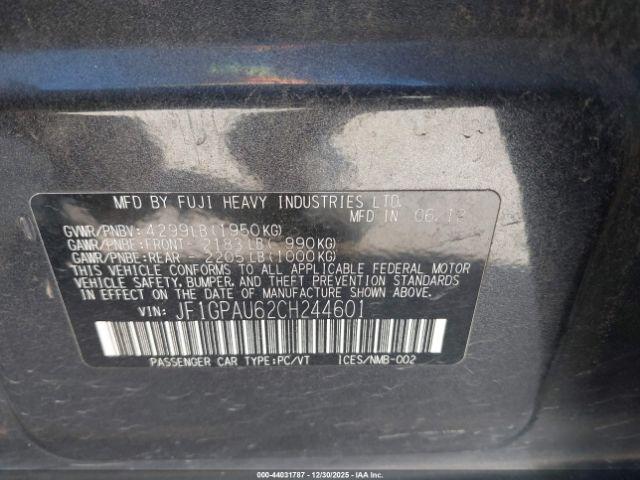 MFD BY FUJI HEAVY INDUSTRIES LTD.
MFD IN 06.12
GVWR/PNBV: 4299LB(1950KG)
GAWR/PNBE:FRONT 2183LB( 990KG)
GAWR/PNBE:REAR 2205LB(1000KG)
THIS VEHICLE CONFORMS TO ALL APPLICABLE FEDERAL MOTOR
VEHICLE SAFETY, BUMPER, AND THEFT PREVENTION STANDARDS
IN EFFECT ON THE DATE OF MANUFACTURE SHOWN ABOVE.
VIN: JF1GPAU62CH244601
PASSENGER CAR TYPE:PC/VT ICES/NMB-002
000-44031787 - 12/30/2025 - IAA Inc.